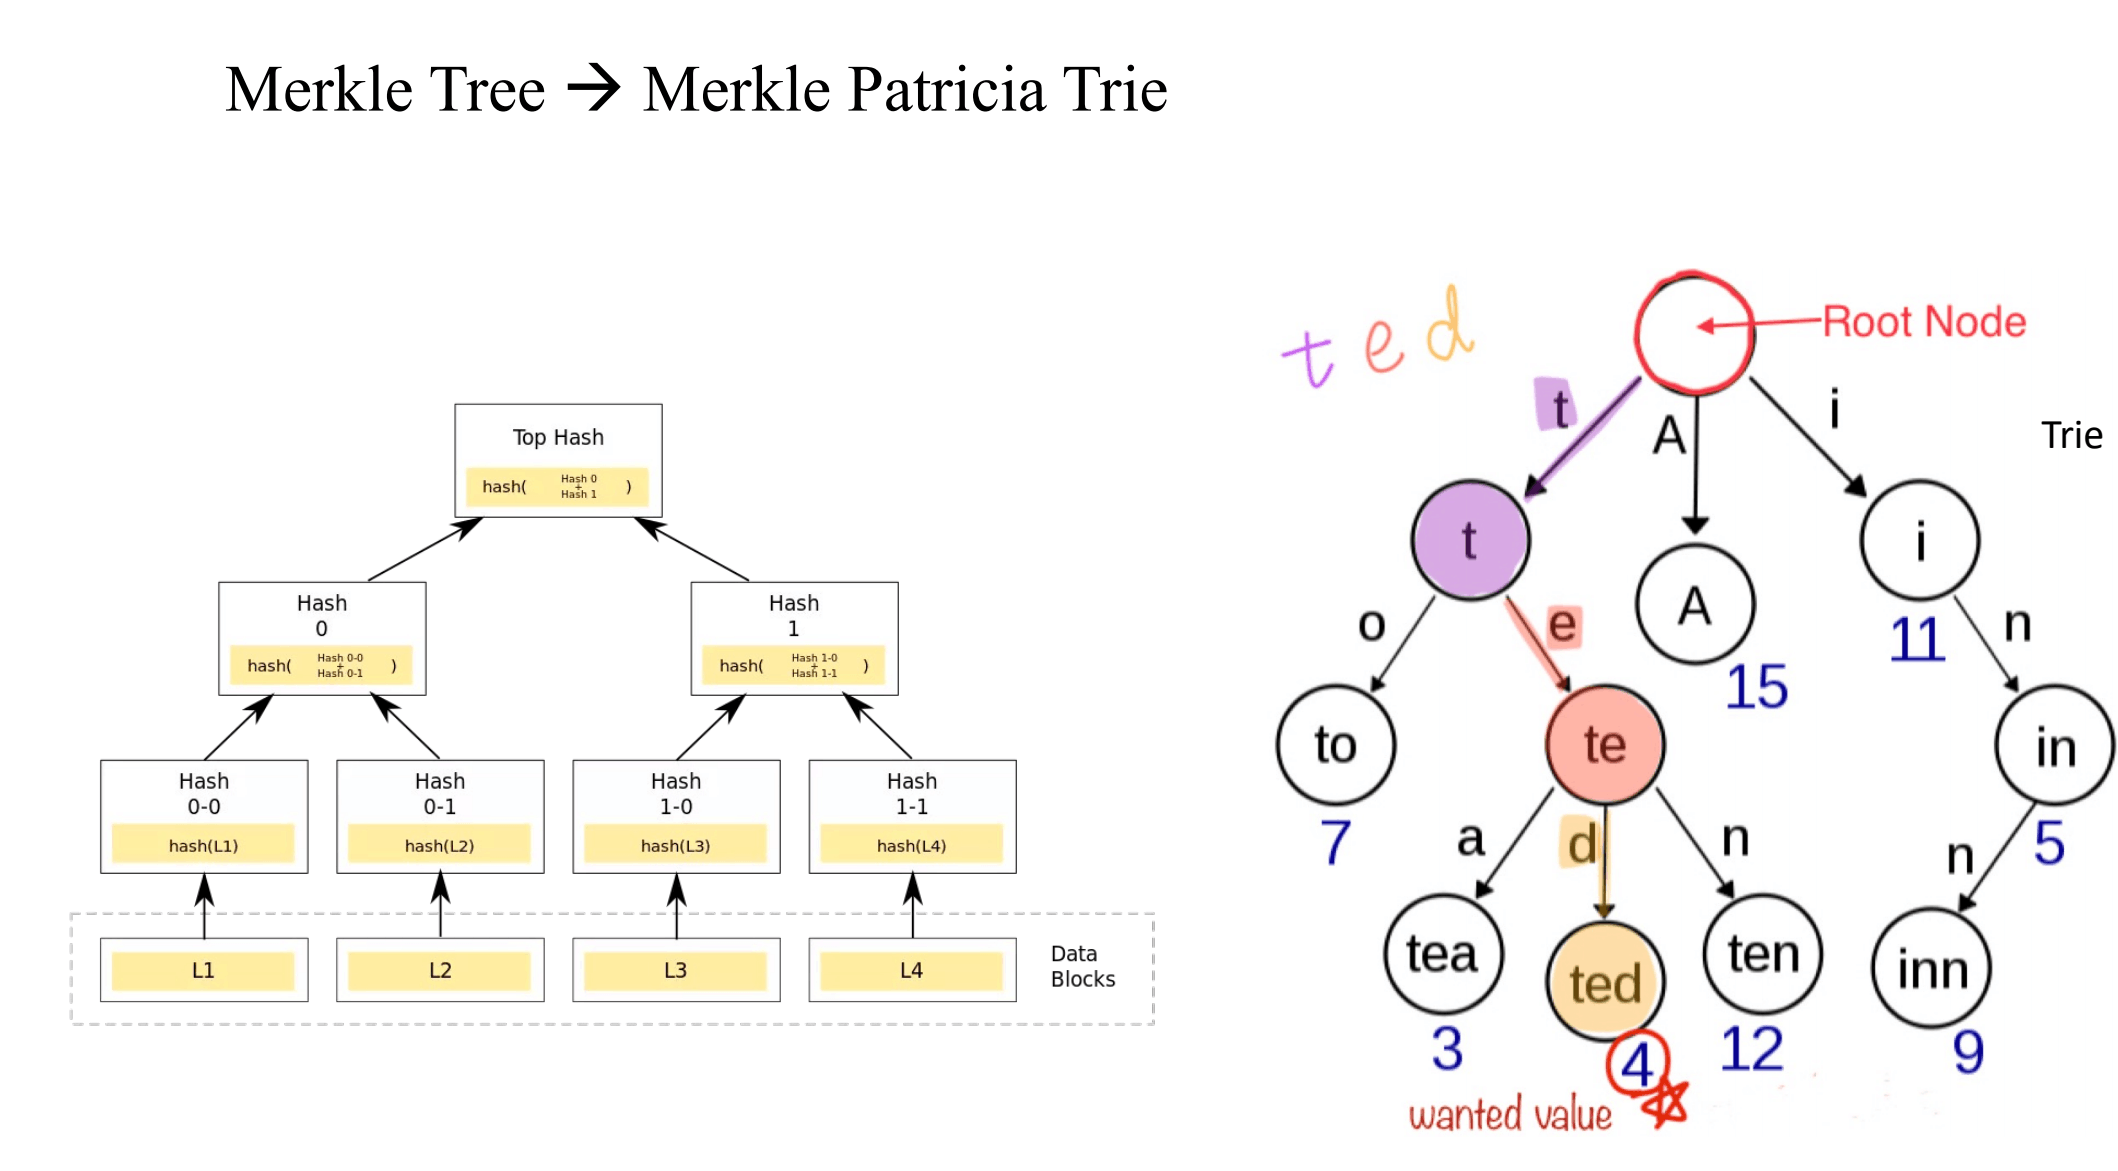 Merkle Tree → Merkle Patricia Trie
Top Hash
hash( Hash 0 + Hash 1 )
Hash 0
hash( Hash 0-0 + Hash 0-1 )
Hash 1
hash( Hash 1-0 + Hash 1-1 )
Hash 0-0
hash(L1)
Hash 0-1
hash(L2)
Hash 1-0
hash(L3)
Hash 1-1
hash(L4)
L1
L2
L3
L4
Data Blocks
t e d
Root Node
Trie
t
A
i
t
A
15
i
11
o
e
n
to
7
te
in
5
a
d
n
n
tea
3
ted
4
ten
12
inn
9
wanted value